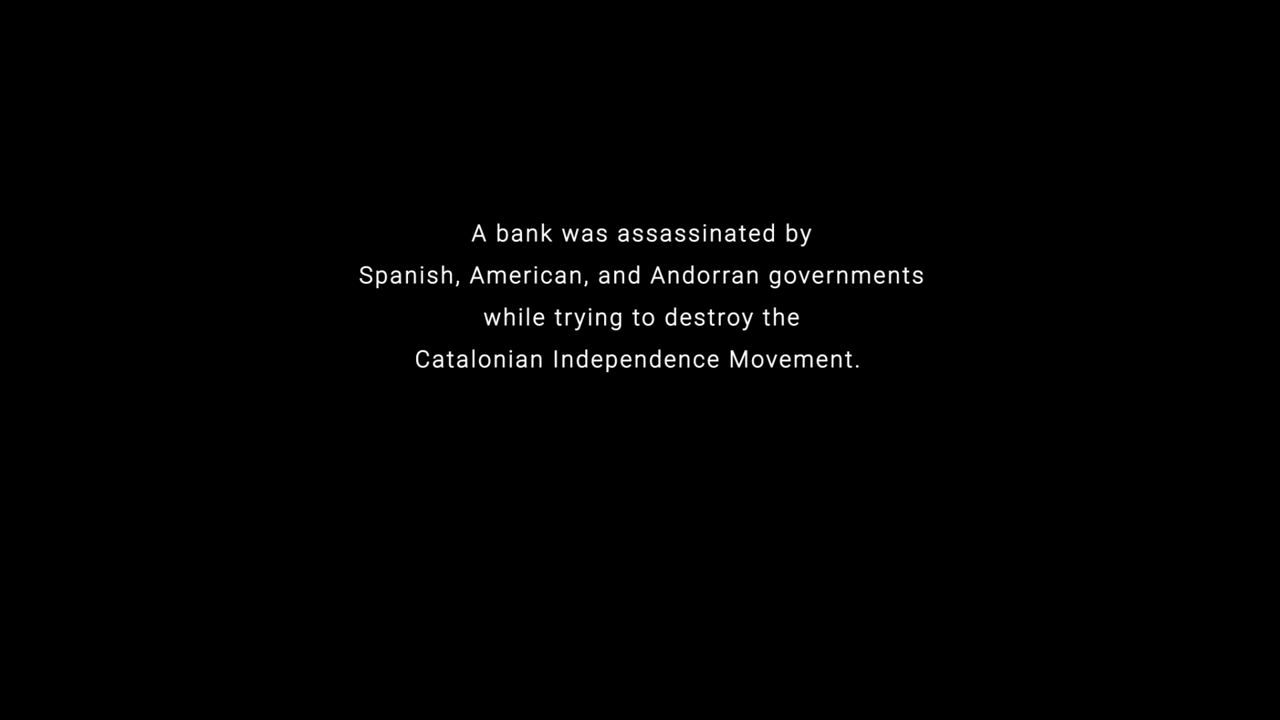 A bank was assassinated by
Spanish, American, and Andorran governments
while trying to destroy the
Catalonian Independence Movement.